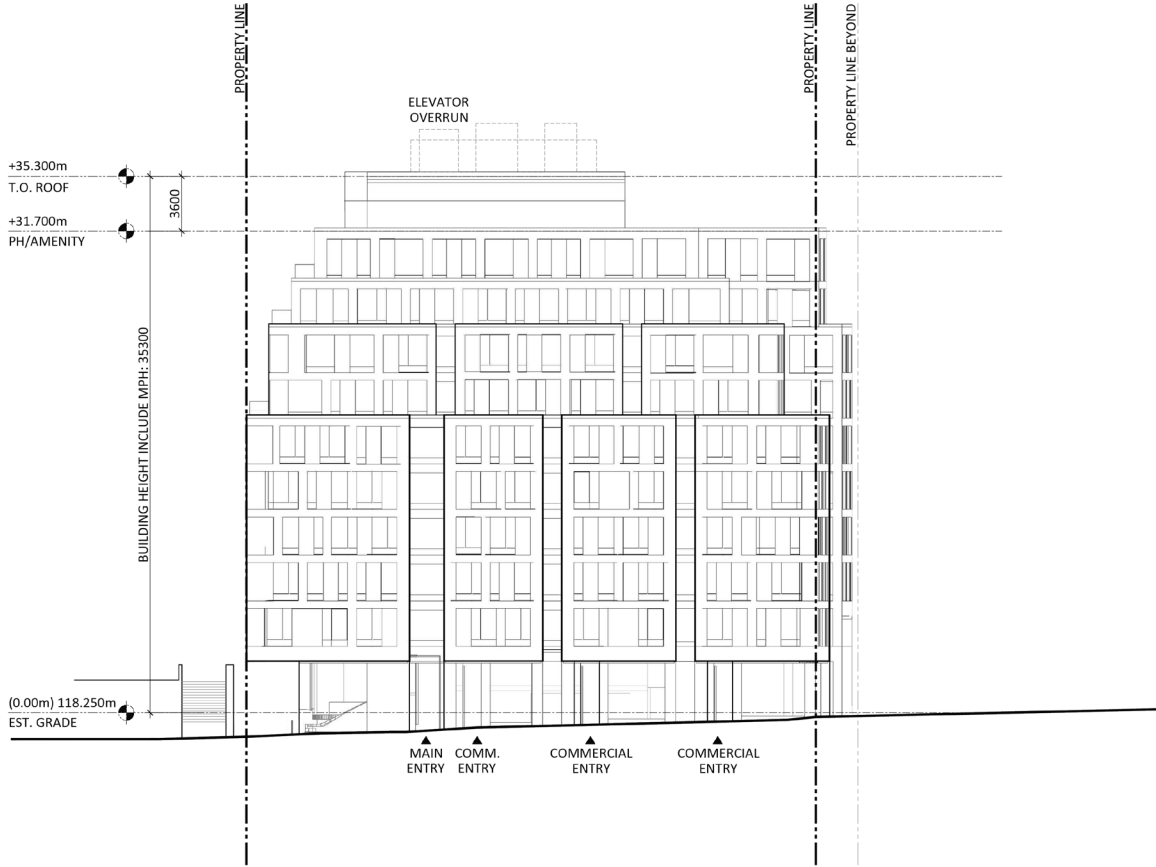 PROPERTY LINE
PROPERTY LINE
PROPERTY LINE BEYOND
ELEVATOR
OVERRUN
+35.300m
T.O. ROOF
3600
+31.700m
PH/AMENITY
BUILDING HEIGHT INCLUDE MPH: 35300
(0.00m) 118.250m
EST. GRADE
MAIN
ENTRY
COMM.
ENTRY
COMMERCIAL
ENTRY
COMMERCIAL
ENTRY